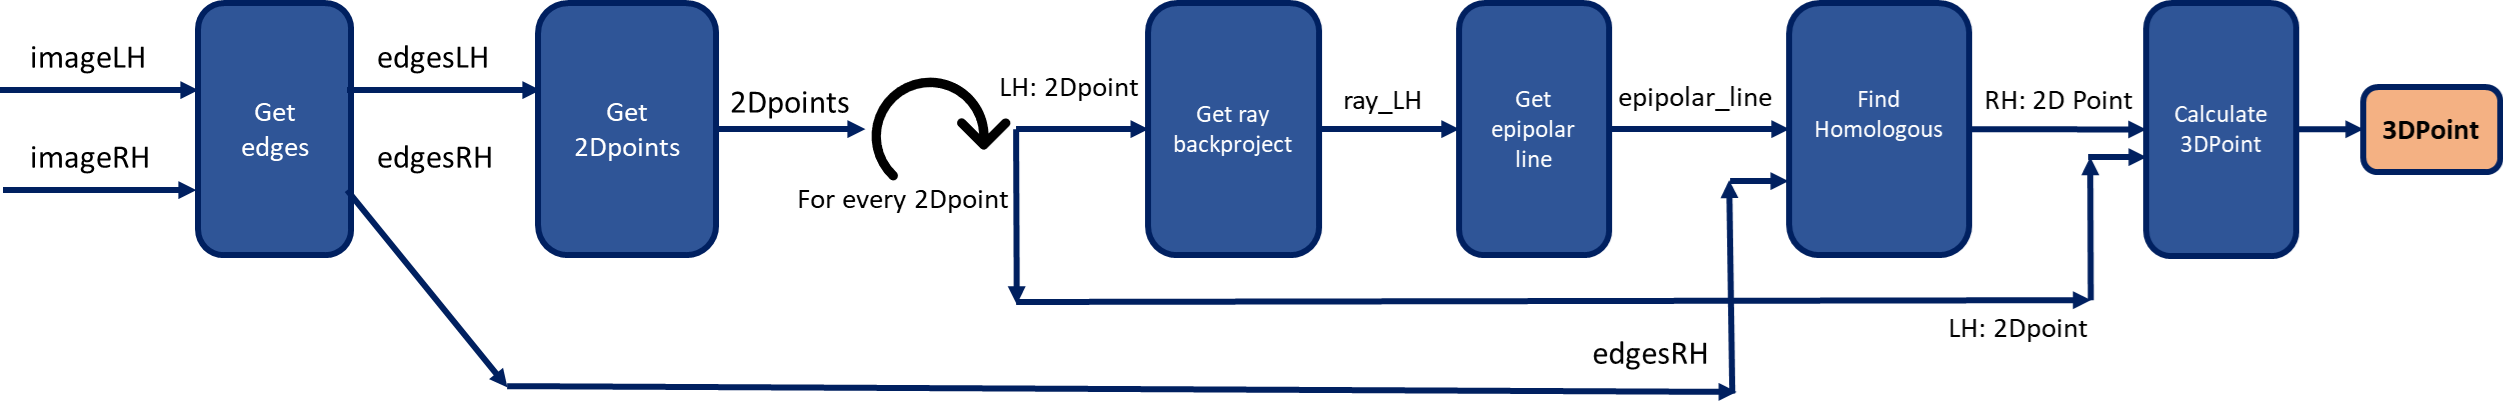 imageLH
imageRH
Get
edges
edgesLH
edgesRH
Get
2Dpoints
2Dpoints
For every 2Dpoint
LH: 2Dpoint
Get ray
backproject
ray_LH
Get
epipolar
line
epipolar_line
Find
Homologous
RH: 2D Point
Calculate
3DPoint
3DPoint
LH: 2Dpoint
edgesRH